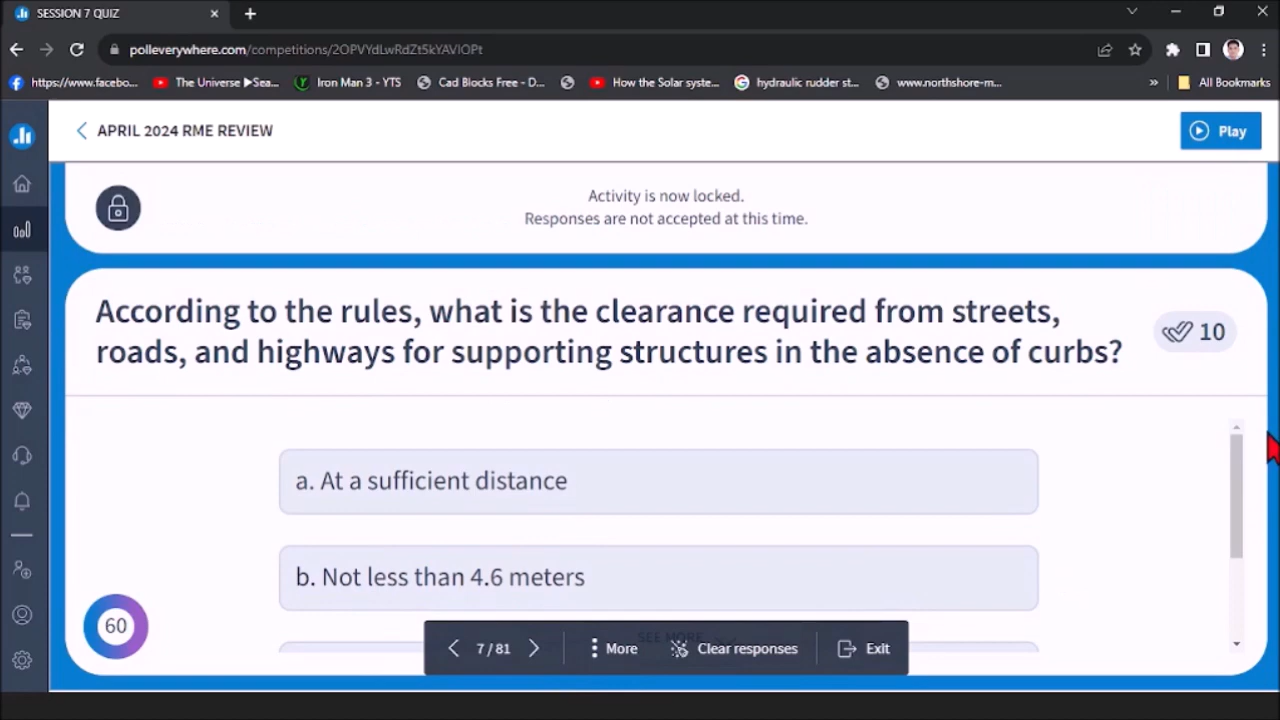 SESSION 7 QUIZ
polleverywhere.com/competitions/2OPVYdLwRdZt5kYAVIOPt
https://www.facebo...
The Universe ▶Sea...
Iron Man 3 - YTS
Cad Blocks Free - D...
How the Solar syste...
hydraulic rudder st...
www.northshore-m...
»
All Bookmarks
APRIL 2024 RME REVIEW
Play
Activity is now locked.
Responses are not accepted at this time.
According to the rules, what is the clearance required from streets,
roads, and highways for supporting structures in the absence of curbs?
10
a. At a sufficient distance
b. Not less than 4.6 meters
60
SEE MORE
7 / 81
More
Clear responses
Exit